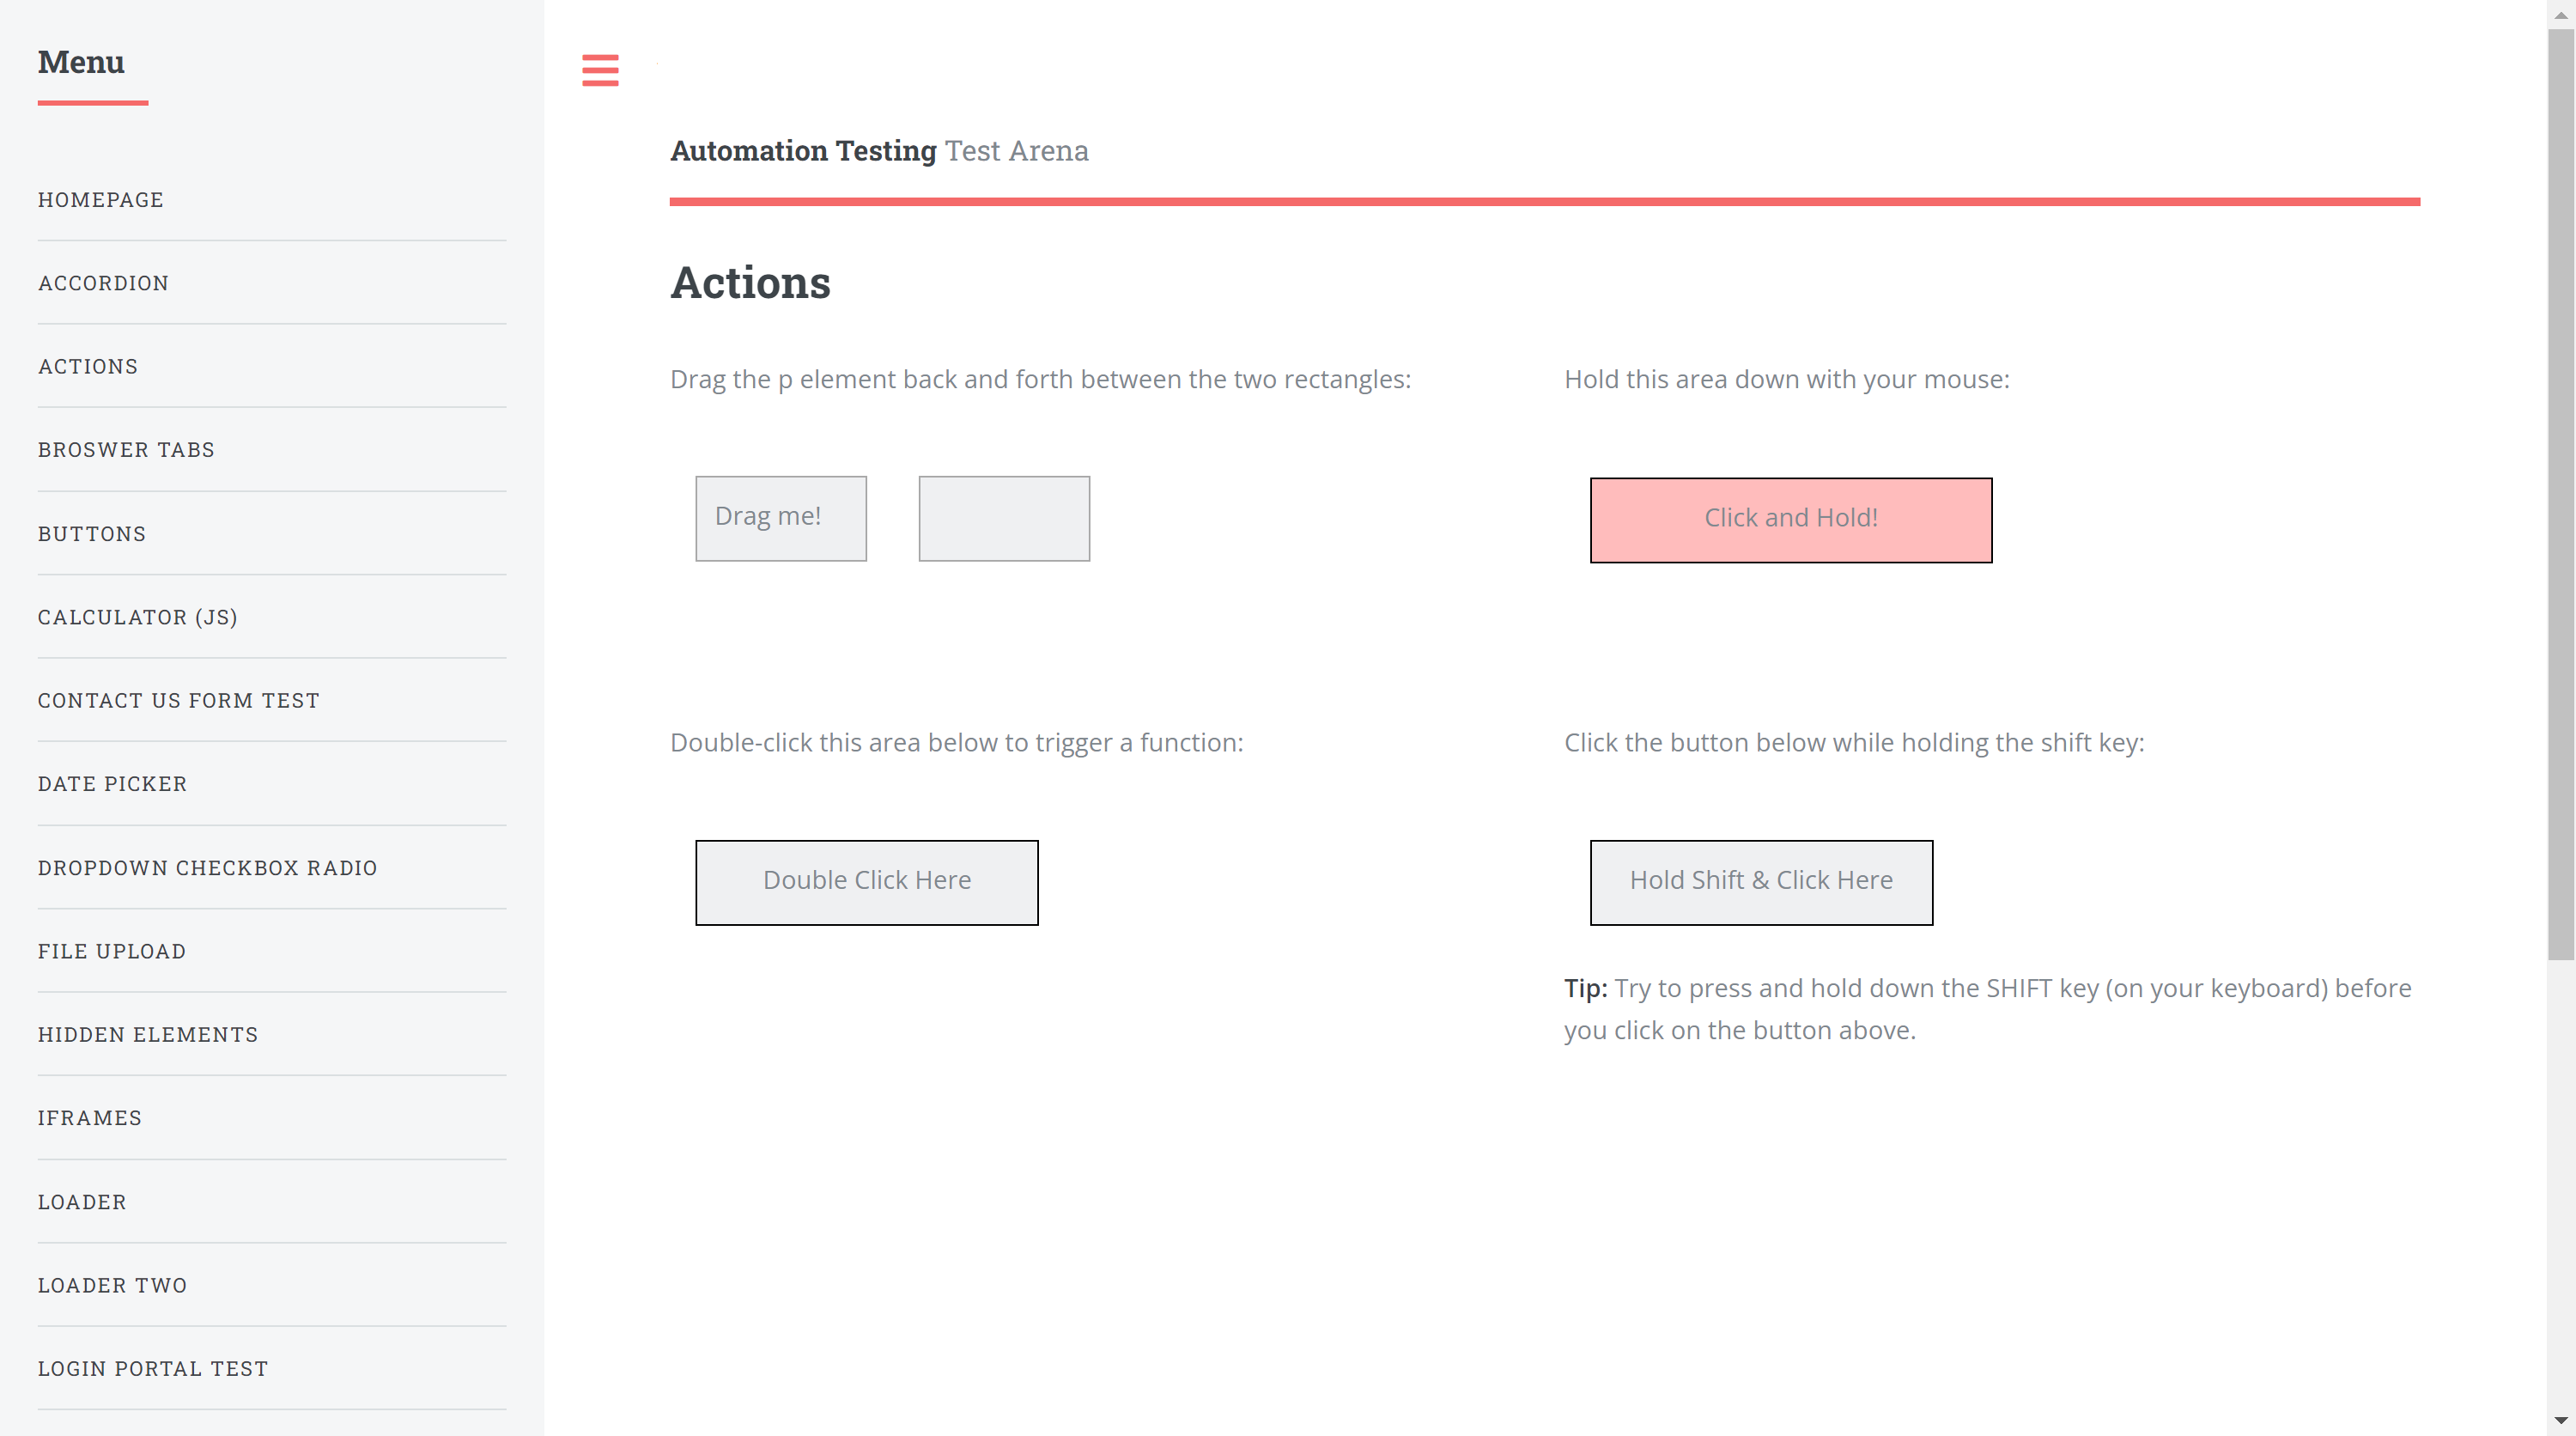 Menu
HOMEPAGE
ACCORDION
ACTIONS
BROSWER TABS
BUTTONS
CALCULATOR (JS)
CONTACT US FORM TEST
DATE PICKER
DROPDOWN CHECKBOX RADIO
FILE UPLOAD
HIDDEN ELEMENTS
IFRAMES
LOADER
LOADER TWO
LOGIN PORTAL TEST
Automation Testing Test Arena
Actions
Drag the p element back and forth between the two rectangles:
Drag me!
Hold this area down with your mouse:
Click and Hold!
Double-click this area below to trigger a function:
Double Click Here
Click the button below while holding the shift key:
Hold Shift & Click Here
Tip: Try to press and hold down the SHIFT key (on your keyboard) before
you click on the button above.